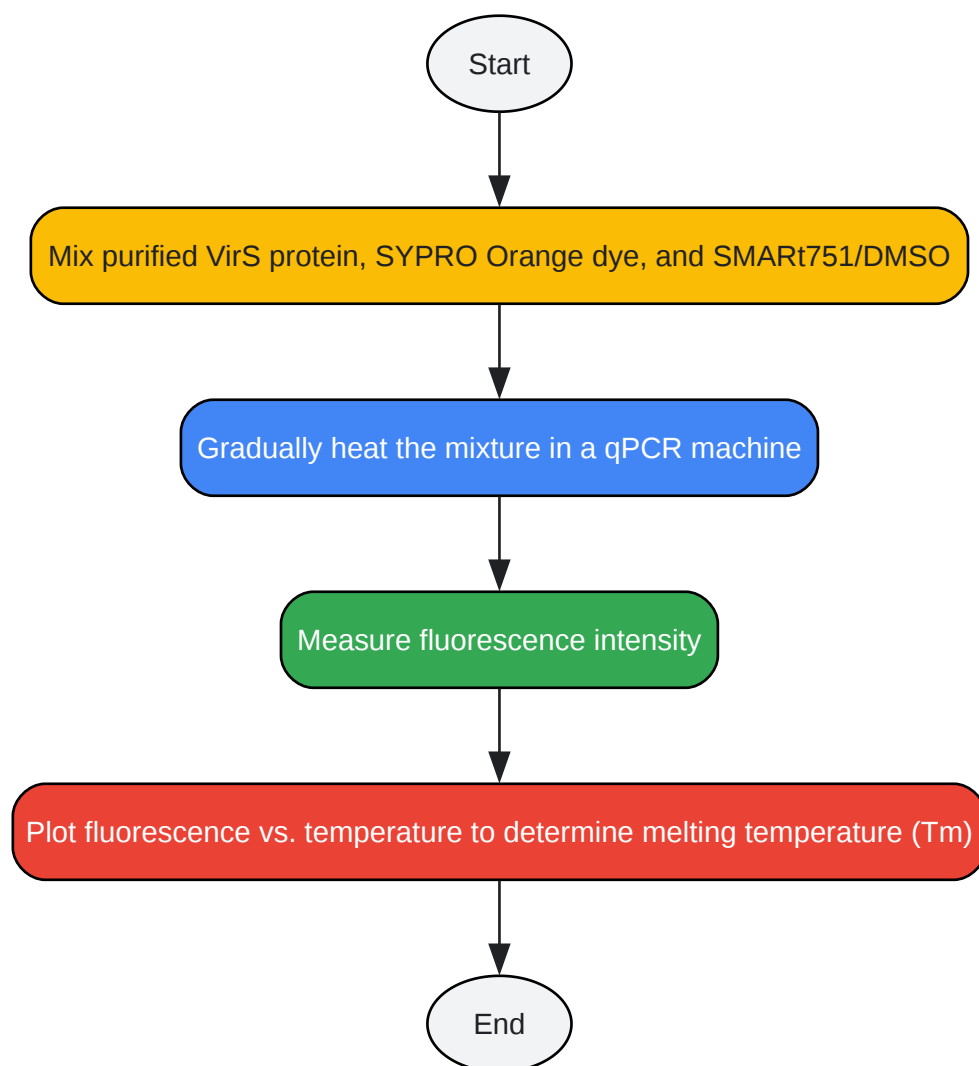 Start
Mix purified VirS protein, SYPRO Orange dye, and SMARt751/DMSO
Gradually heat the mixture in a qPCR machine
Measure fluorescence intensity
Plot fluorescence vs. temperature to determine melting temperature (Tm)
End